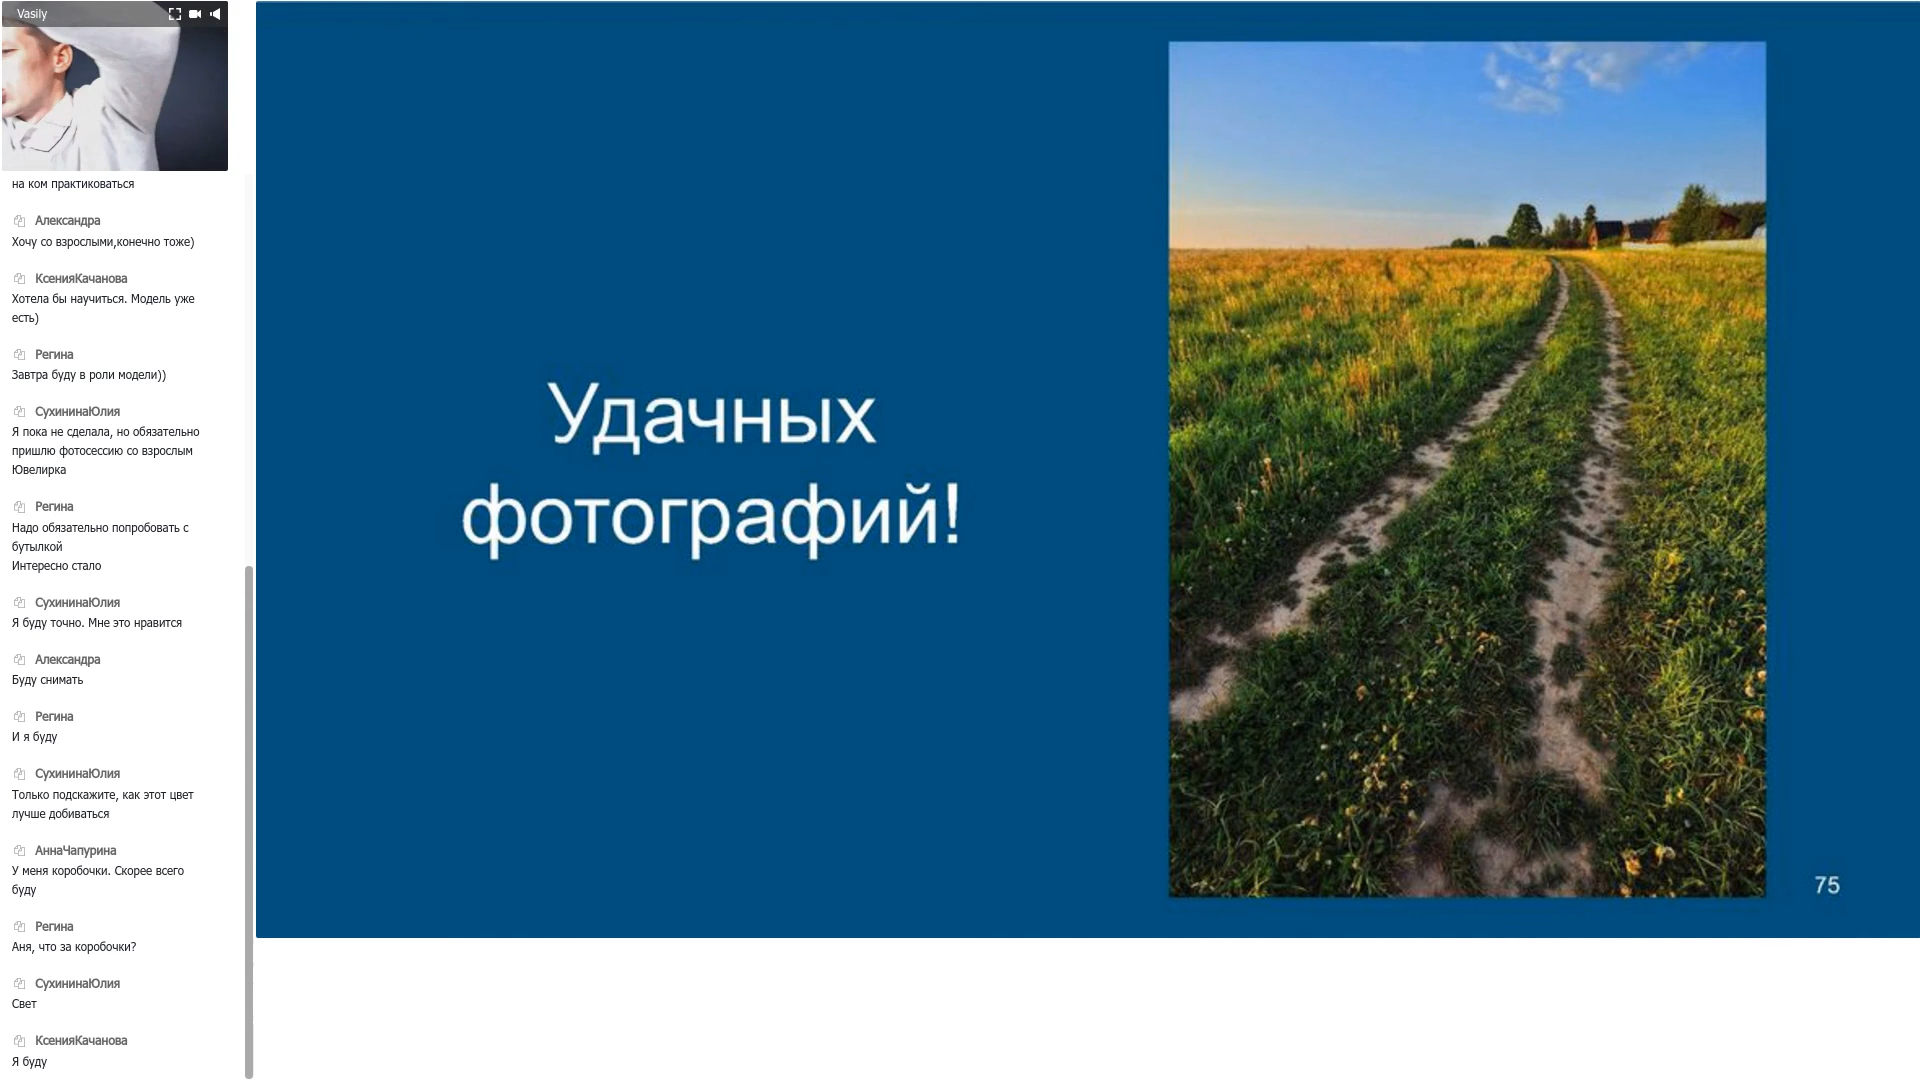 Vasily
на ком практиковаться
Александра
Хочу со взрослыми,конечно тоже)
КсенияКачанова
Хотела бы научиться. Модель уже
есть)
Регина
Завтра буду в роли модели))
СухининаЮлия
Я пока не сделала, но обязательно
пришлю фотосессию со взрослым
Ювелирка
Регина
Надо обязательно попробовать с
бутылкой
Интересно стало
СухининаЮлия
Я буду точно. Мне это нравится
Александра
Буду снимать
Регина
И я буду
СухининаЮлия
Только подскажите, как этот цвет
лучше добиваться
АннаЧапурина
У меня коробочки. Скорее всего
буду
Регина
Аня, что за коробочки?
СухининаЮлия
Свет
КсенияКачанова
Я буду
Удачных
фотографий!
75